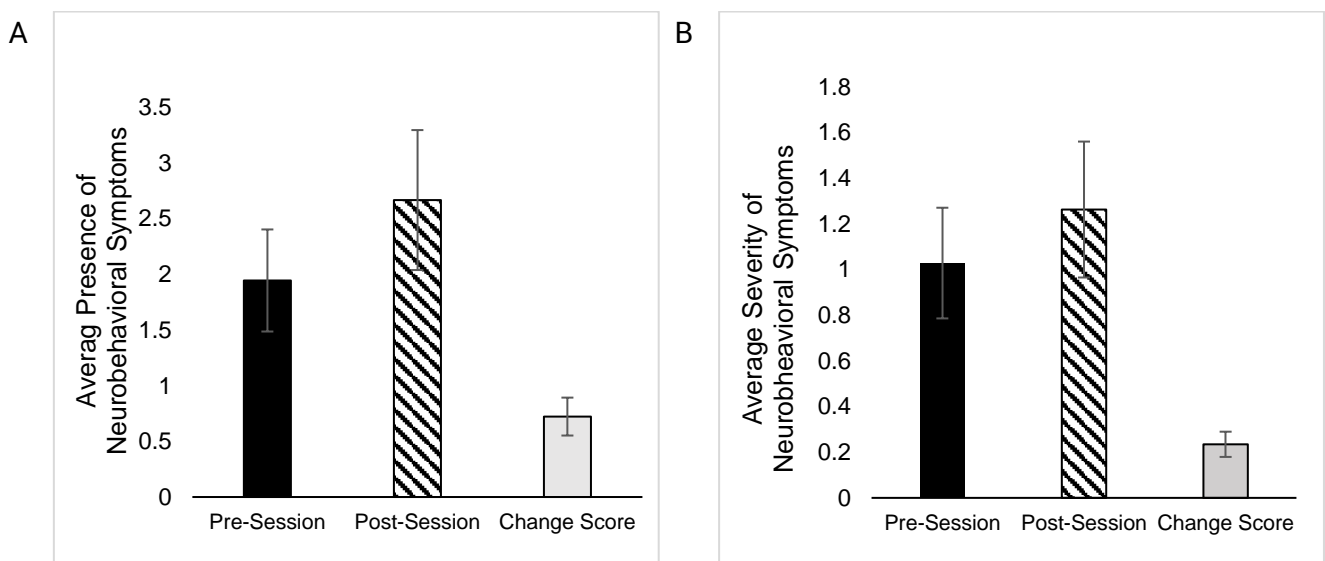 A
Averag Presence of
Neurobehavioral Symptoms
3.5
3
2.5
2
1.5
1
0.5
0
Pre-Session Post-Session Change Score
B
Average Severity of
Neurobheavioral Symptoms
1.8
1.6
1.4
1.2
1
0.8
0.6
0.4
0.2
0
Pre-Session Post-Session Change Score